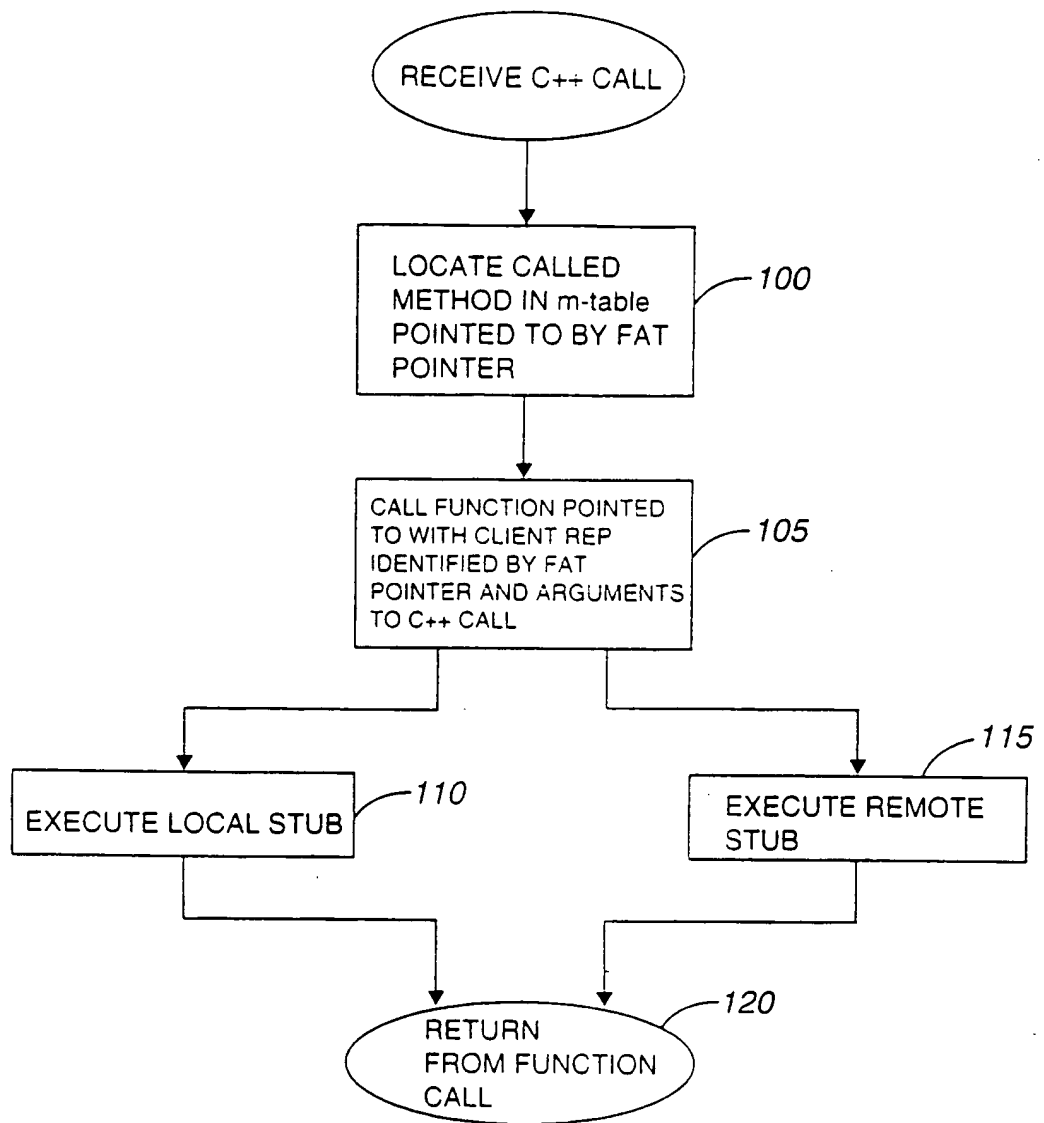 RECEIVE C++ CALL
LOCATE CALLED
METHOD IN m-table
POINTED TO BY FAT
POINTER
100
CALL FUNCTION POINTED
TO WITH CLIENT REP
IDENTIFIED BY FAT
POINTER AND ARGUMENTS
TO C++ CALL
105
EXECUTE LOCAL STUB
110
EXECUTE REMOTE
STUB
115
RETURN
FROM FUNCTION
CALL
120